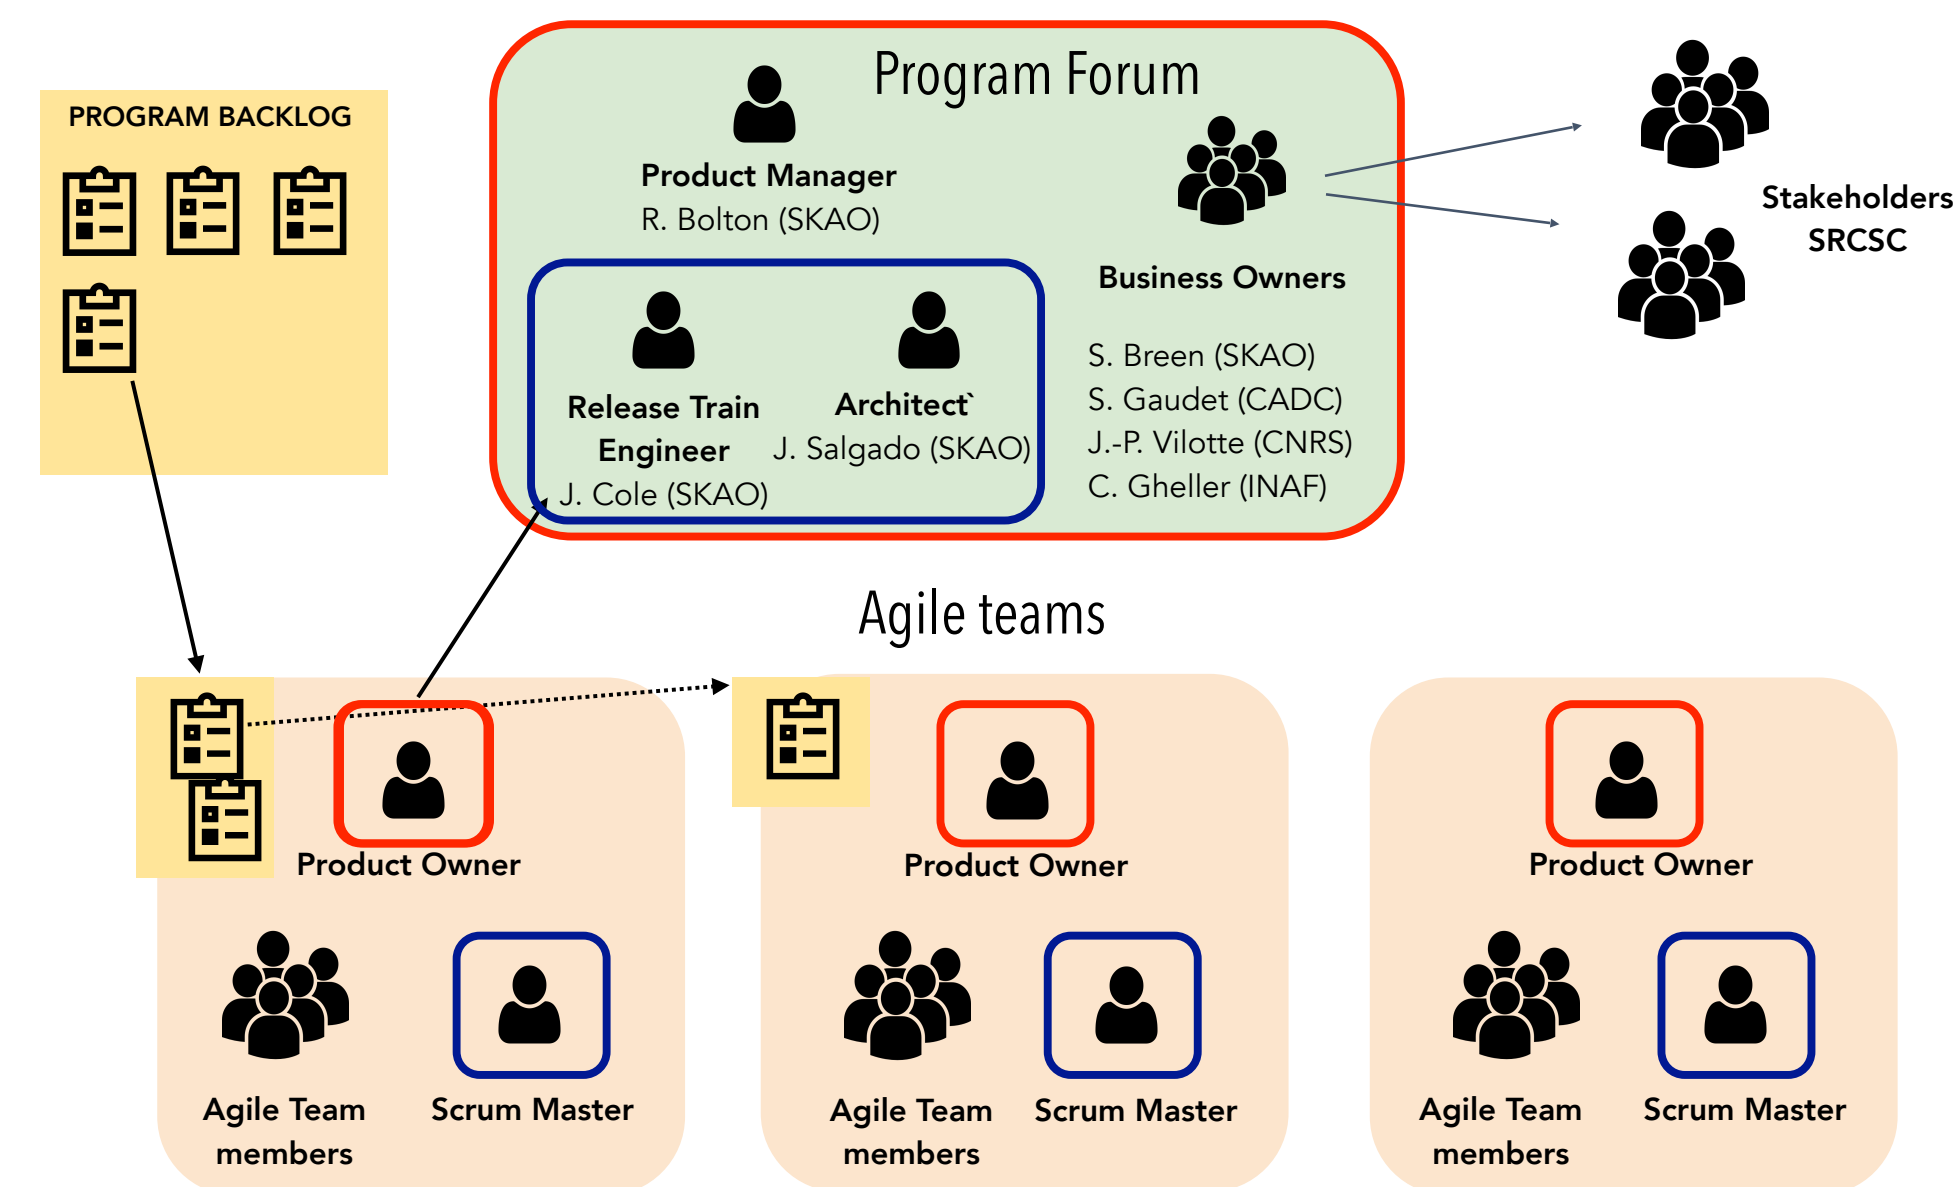 Program Forum
PROGRAM BACKLOG
Product Manager
R. Bolton (SKAO)
Stakeholders
SRCSC
Business Owners
S. Breen (SKAO)
S. Gaudet (CADC)
J.-P. Vilotte (CNRS)
C. Gheller (INAF)
Release Train
Engineer
J. Cole (SKAO)
Architect`
J. Salgado (SKAO)
Agile teams
Product Owner
Agile Team
members
Scrum Master
Product Owner
Agile Team
members
Scrum Master
Product Owner
Agile Team
members
Scrum Master